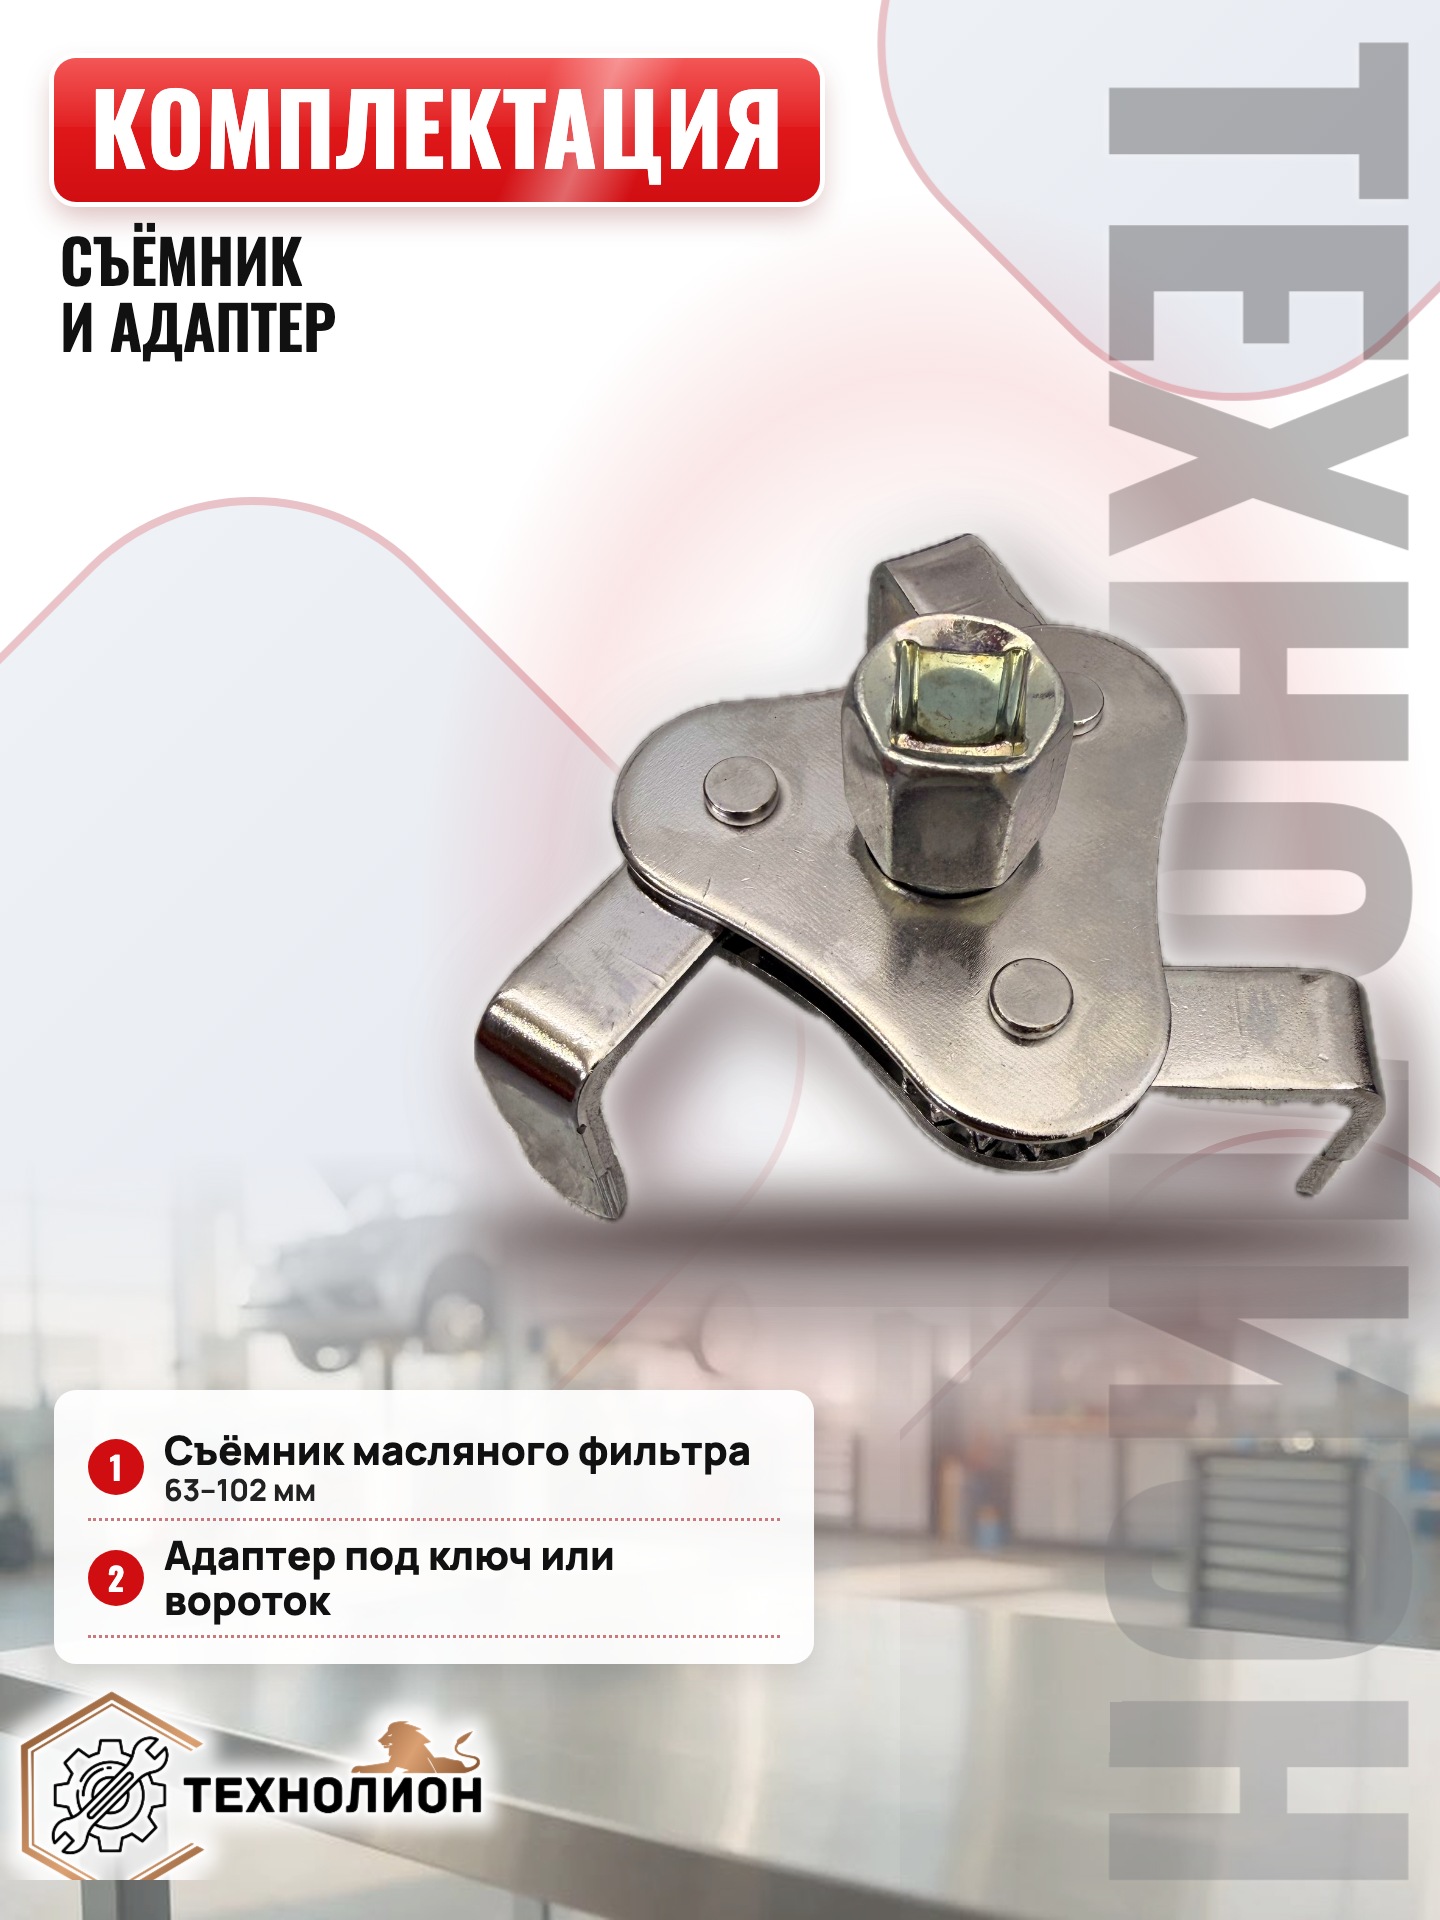 КОМПЛЕКТАЦИЯ
СЪЁМНИК
И АДАПТЕР
ТЕХНОЛИОН
1 Съёмник масляного фильтра
63–102 мм
2 Адаптер под ключ или
вороток
ТЕХНОЛИОН